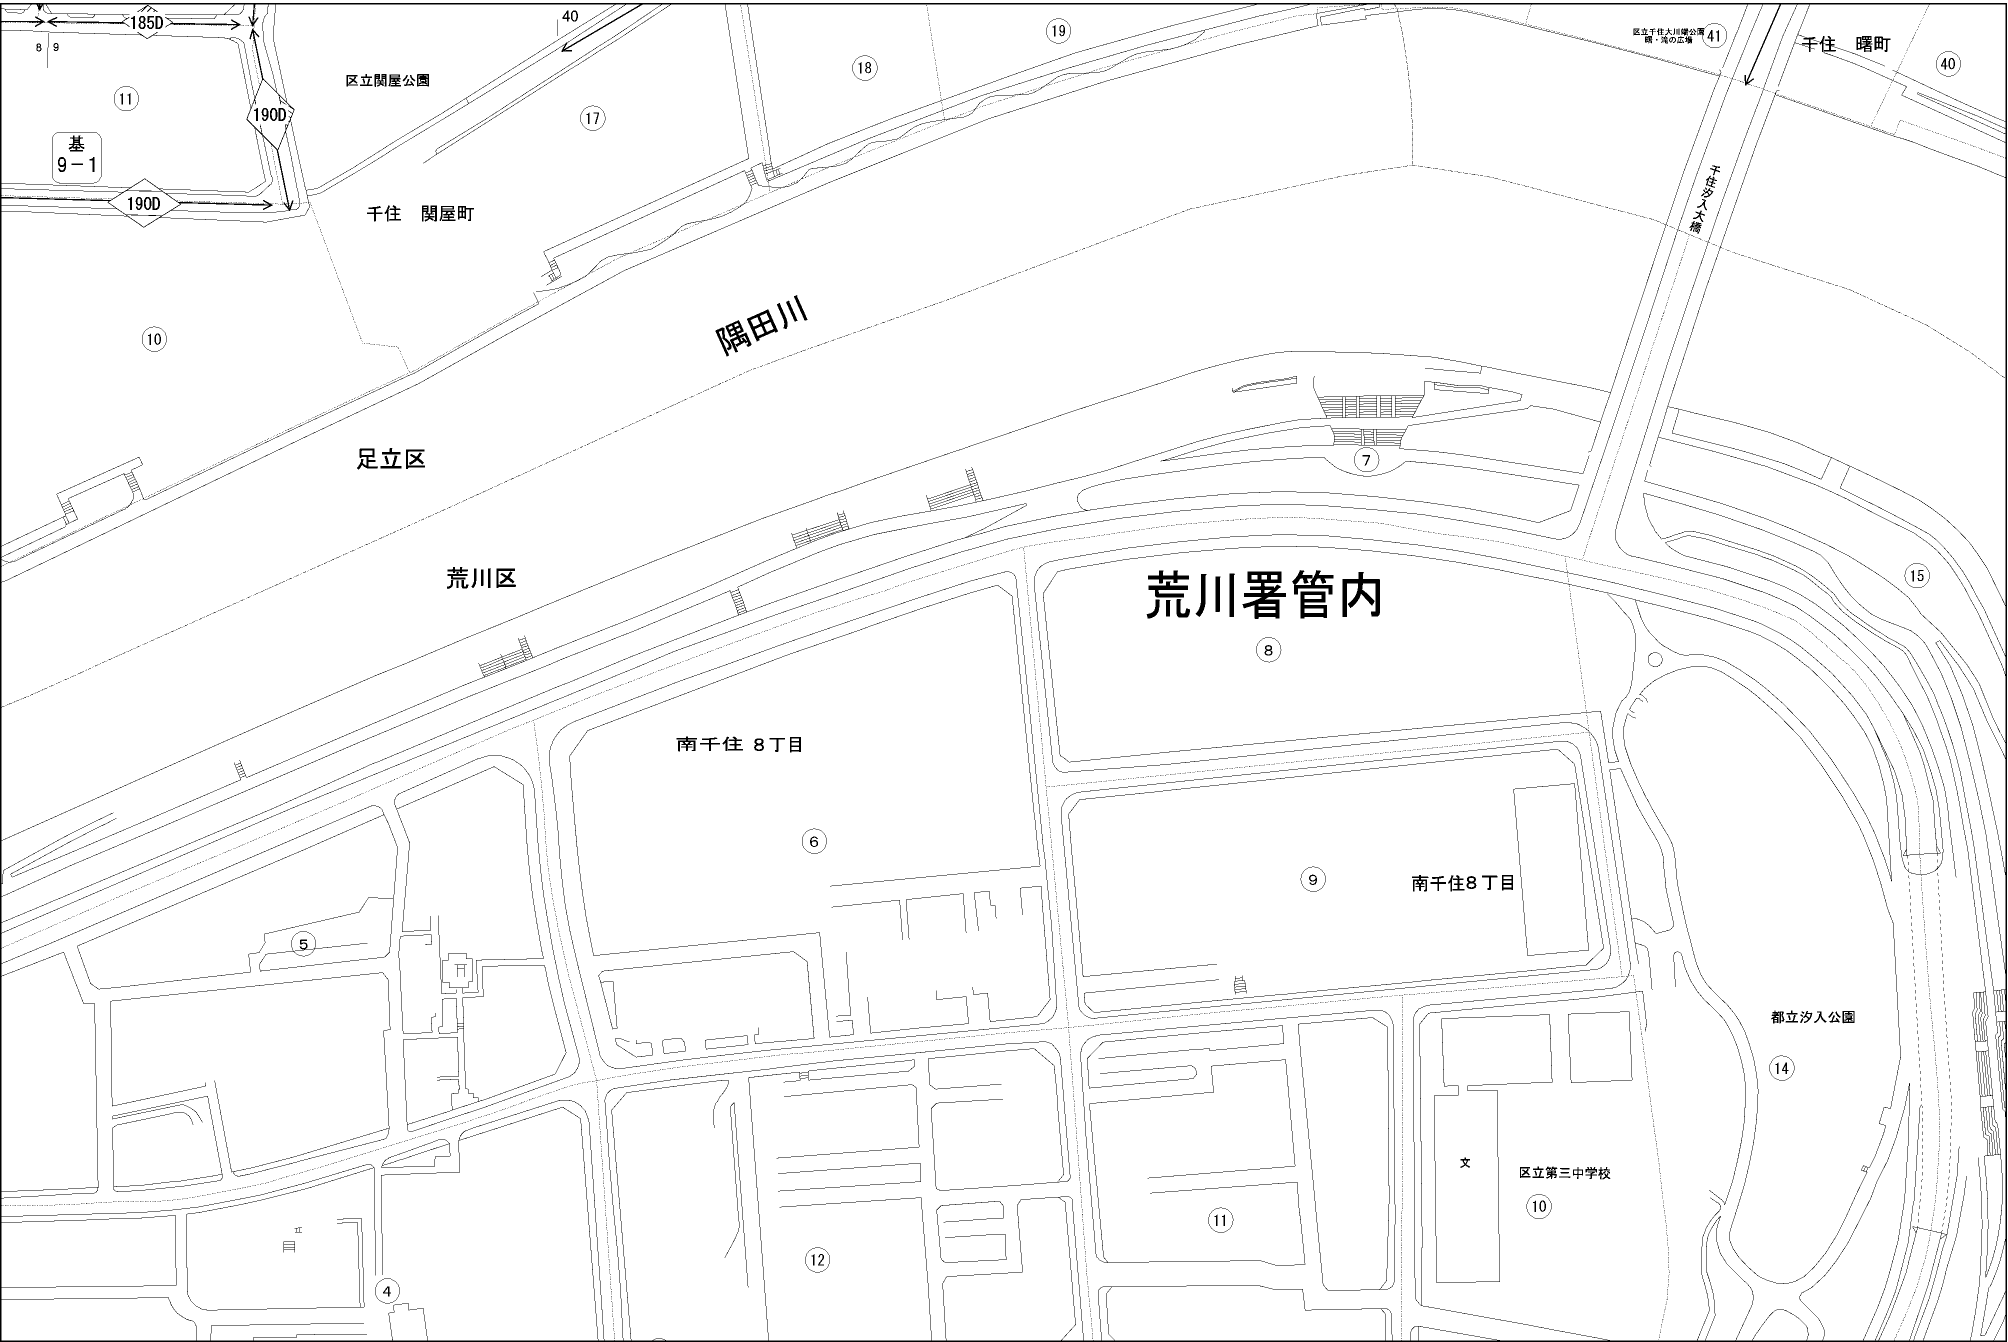 185D
40
8 9
19
18
区立千住大川端公園
曙・流の広場
41
千住 曙町
40
区立関屋公園
11
190D
17
基
9-1
190D
千住 関屋町
千住汐入大橋
10
隅田川
足立区
7
荒川区
荒川署管内
15
8
南千住 8丁目
6
9
南千住8丁目
5
都立汐入公園
14
文
区立第三中学校
10
11
12
4